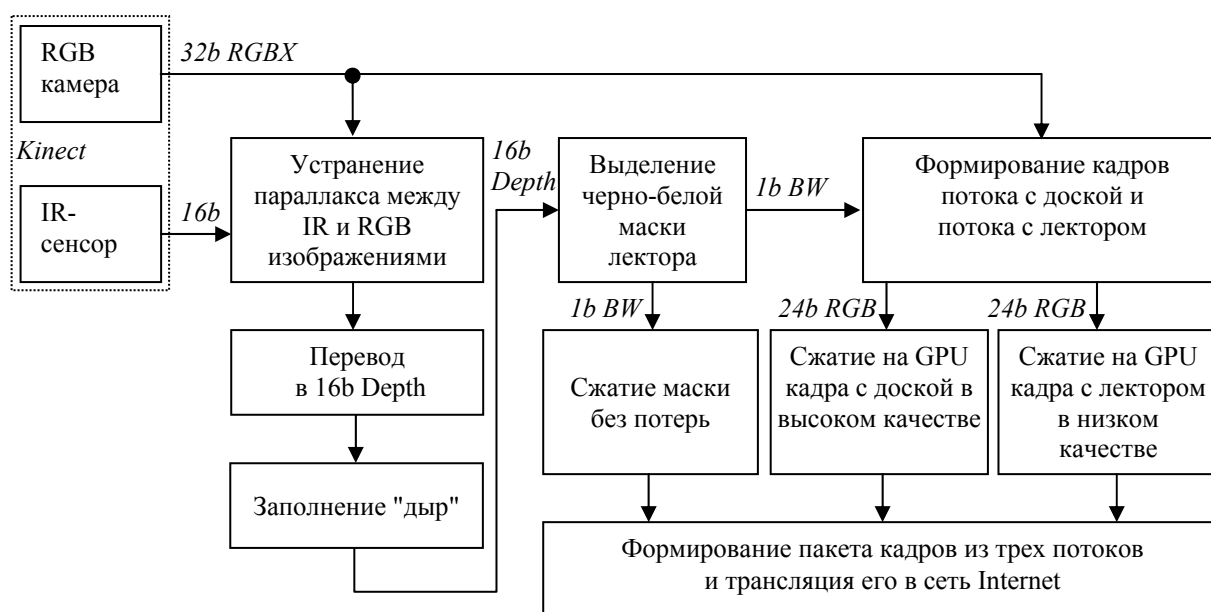 RGB
камера
32b RGBX
Kinect
IR-
сенсор
16b
Устранение
параллакса между
IR и RGB
изображениями
16b
Depth
Выделение
черно-белой
маски
лектора
1b BW
Формирование кадров
потока с доской и
потока с лектором
Перевод
в 16b Depth
Заполнение "дыр"
1b BW
24b RGB
24b RGB
Сжатие маски
без потерь
Сжатие на GPU
кадра с доской в
высоком качестве
Сжатие на GPU
кадра с лектором
в низком
качестве
Формирование пакета кадров из трех потоков
и трансляция его в сеть Internet